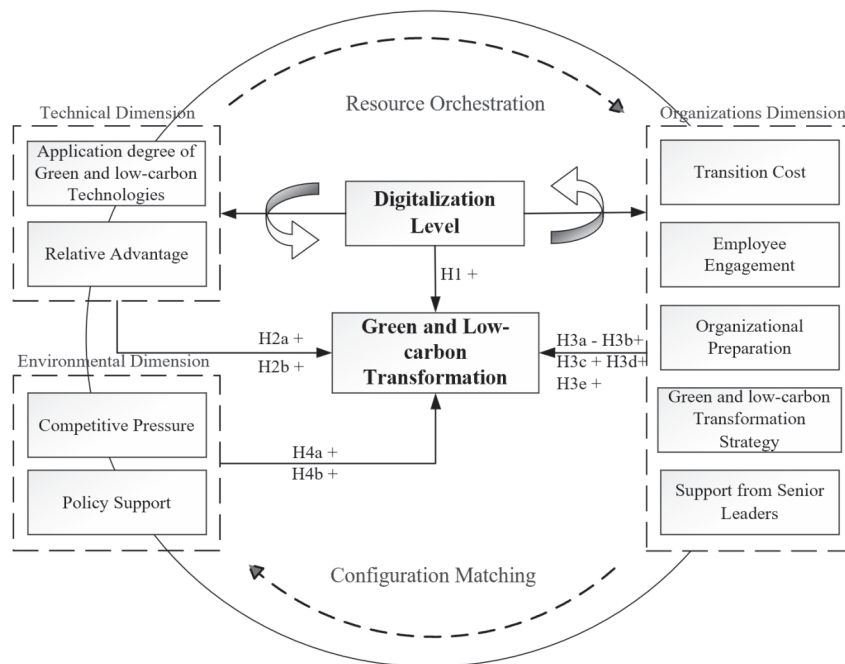 Resource Orchestration
Technical Dimension
Application degree of
Green and low-carbon
Technologies
Relative Advantage
Organizations Dimension
Transition Cost
Employee
Engagement
Organizational
Preparation
Green and low-carbon
Transformation
Strategy
Support from Senior
Leaders
Digitalization
Level
H1 +
H2a +
H2b +
Green and Low-
carbon
Transformation
H3a - H3b+
H3c + H3d+
H3e +
Environmental Dimension
Competitive Pressure
Policy Support
H4a +
H4b +
Configuration Matching